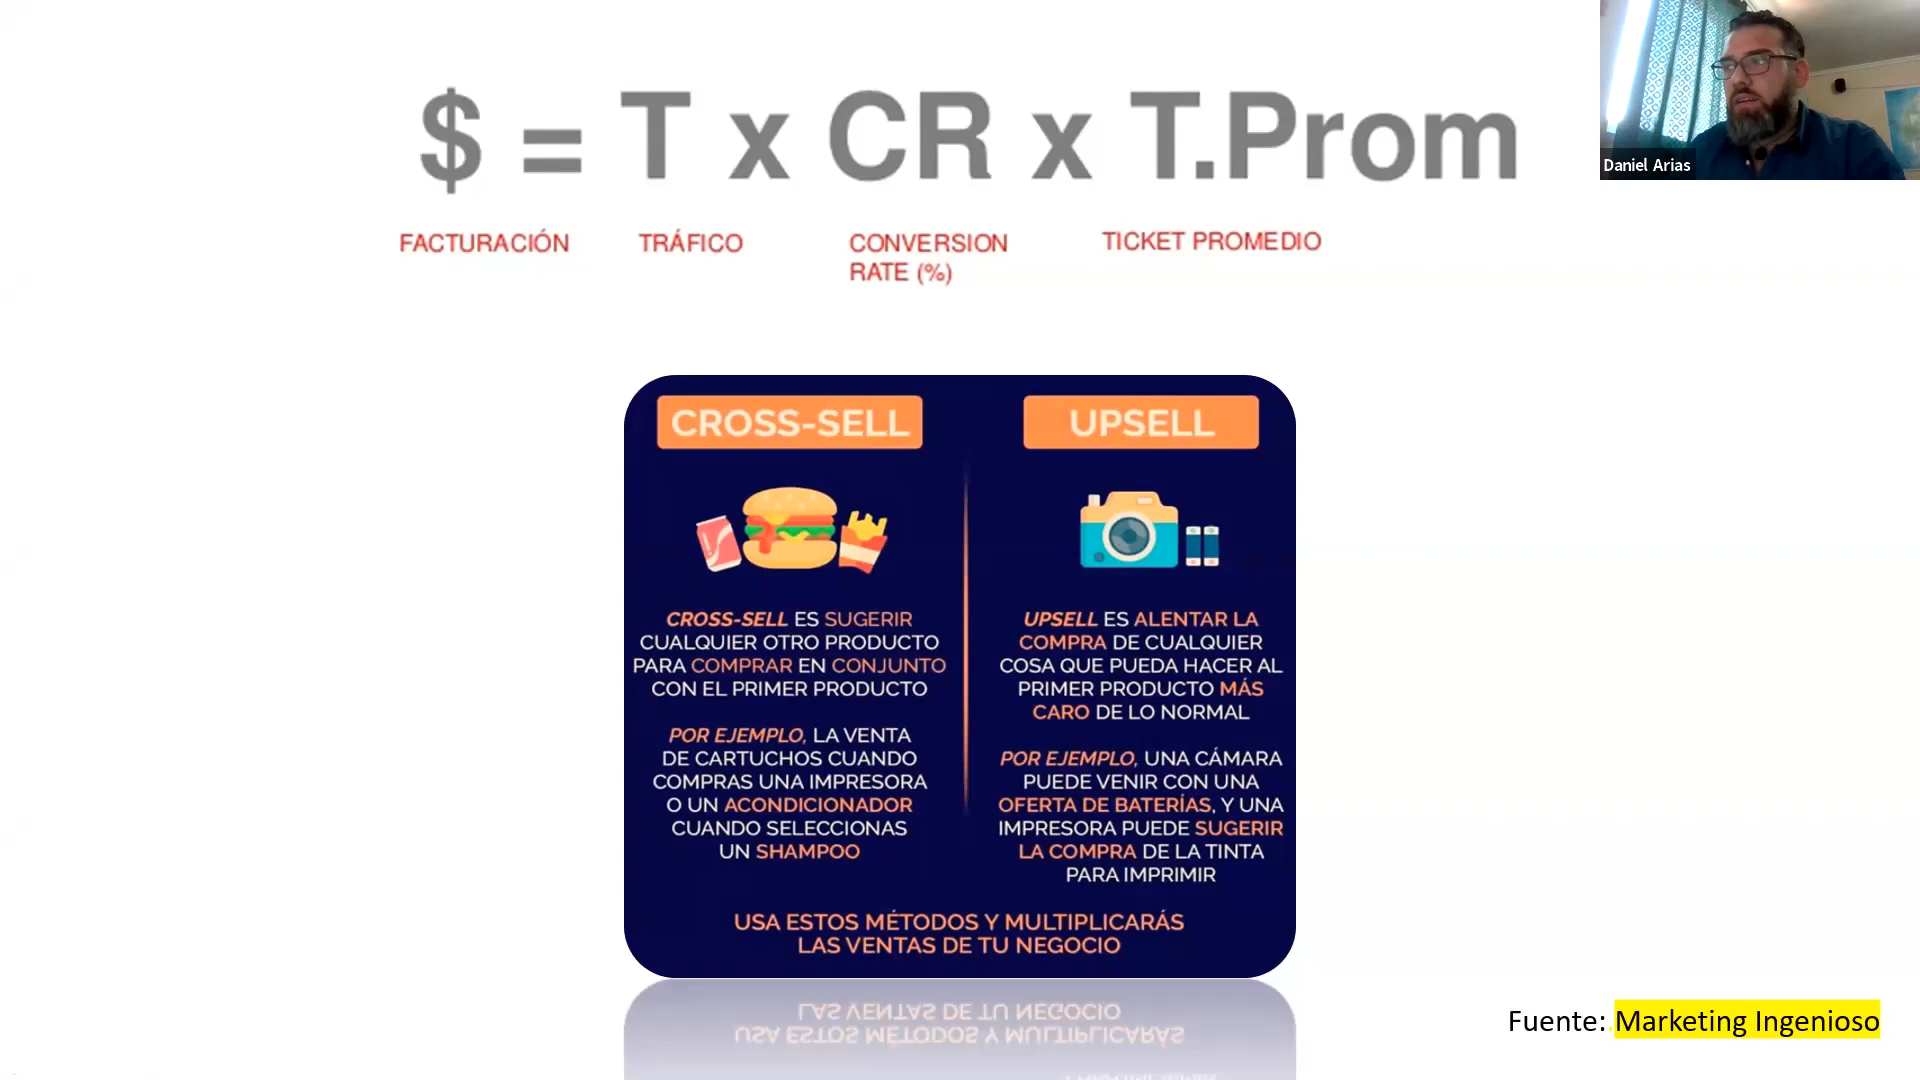 $ = T x CR x T.Prom
FACTURACIÓN
TRÁFICO
CONVERSION
RATE (%)
TICKET PROMEDIO
Daniel Arias
CROSS-SELL
CROSS-SELL ES SUGERIR
CUALQUIER OTRO PRODUCTO
PARA COMPRAR EN CONJUNTO
CON EL PRIMER PRODUCTO
POR EJEMPLO, LA VENTA
DE CARTUCHOS CUANDO
COMPRAS UNA IMPRESORA
O UN ACONDICIONADOR
CUANDO SELECCIONAS
UN SHAMPOO
UPSELL
UPSELL ES ALENTAR LA
COMPRA DE CUALQUIER
COSA QUE PUEDA HACER AL
PRIMER PRODUCTO MÁS
CARO DE LO NORMAL
POR EJEMPLO, UNA CÁMARA
PUEDE VENIR CON UNA
OFERTA DE BATERÍAS, Y UNA
IMPRESORA PUEDE SUGERIR
LA COMPRA DE LA TINTA
PARA IMPRIMIR
USA ESTOS MÉTODOS Y MULTIPLICARÁS
LAS VENTAS DE TU NEGOCIO
Fuente: Marketing Ingenioso